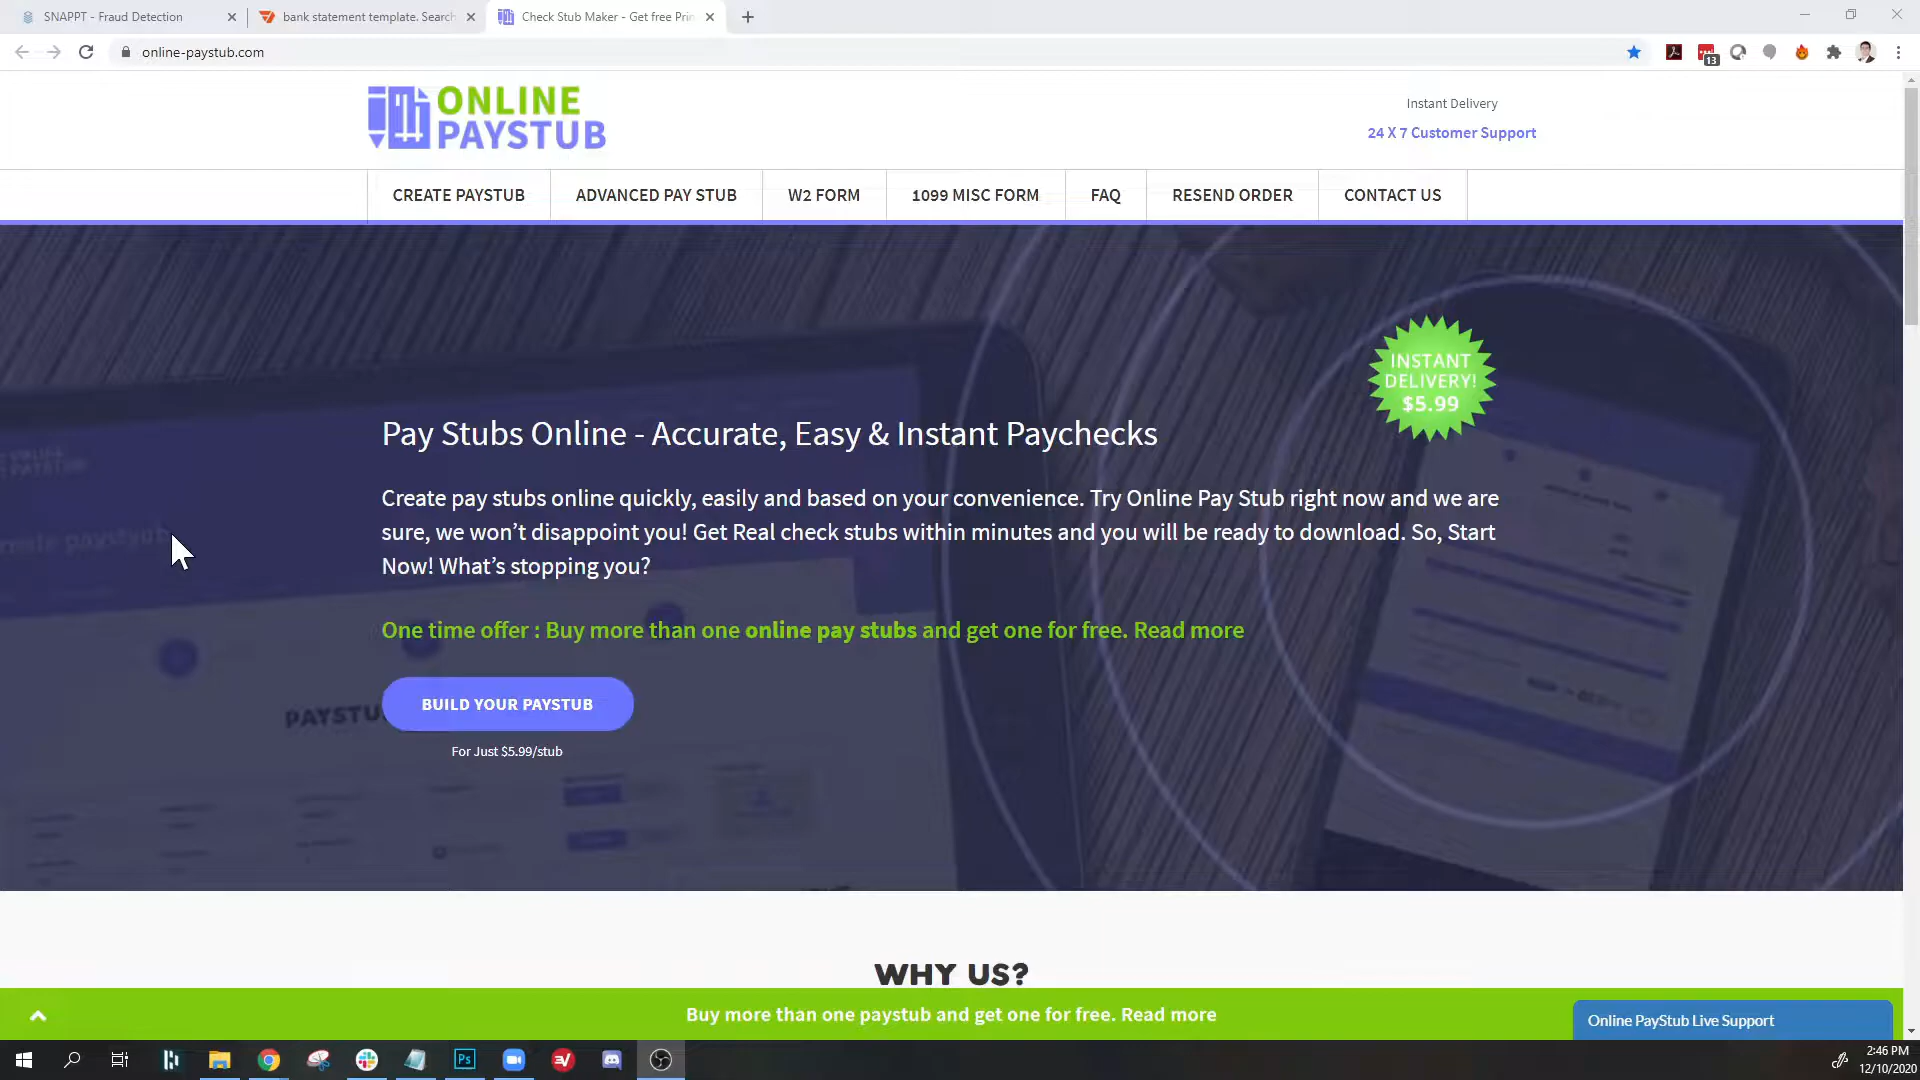 SNAPPT - Fraud Detection
bank statement template. Search
Check Stub Maker - Get free Prin
online-paystub.com
13
ONLINE
PAYSTUB
Instant Delivery
24 X 7 Customer Support
CREATE PAYSTUB
ADVANCED PAY STUB
W2 FORM
1099 MISC FORM
FAQ
RESEND ORDER
CONTACT US
INSTANT
DELIVERY!
$5.99
Pay Stubs Online - Accurate, Easy & Instant Paychecks
Create pay stubs online quickly, easily and based on your convenience. Try Online Pay Stub right now and we are
sure, we won’t disappoint you! Get Real check stubs within minutes and you will be ready to download. So, Start
Now! What’s stopping you?
One time offer : Buy more than one online pay stubs and get one for free. Read more
PAYSTU
BUILD YOUR PAYSTUB
For Just $5.99/stub
WHY US?
Buy more than one paystub and get one for free. Read more
Online PayStub Live Support
Ps
2:46 PM
12/10/2020